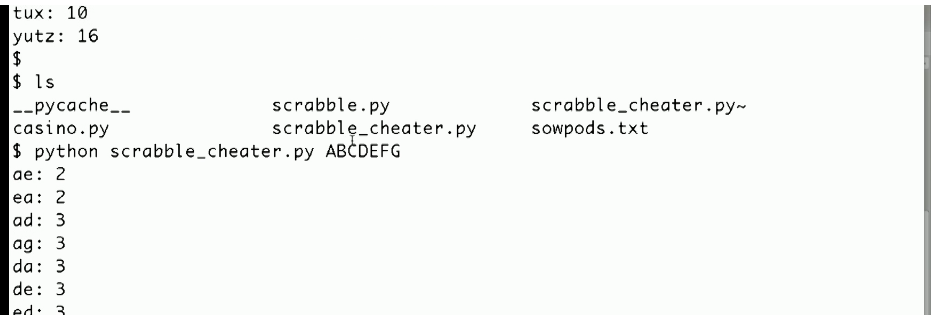 tux: 10
yutz: 16
$
$ ls
__pycache__ scrabble.py scrabble_cheater.py~
casino.py scrabble_cheater.py sowpods.txt
$ python scrabble_cheater.py ABCDEFG
ae: 2
ea: 2
ad: 3
ag: 3
da: 3
de: 3
ed: 3